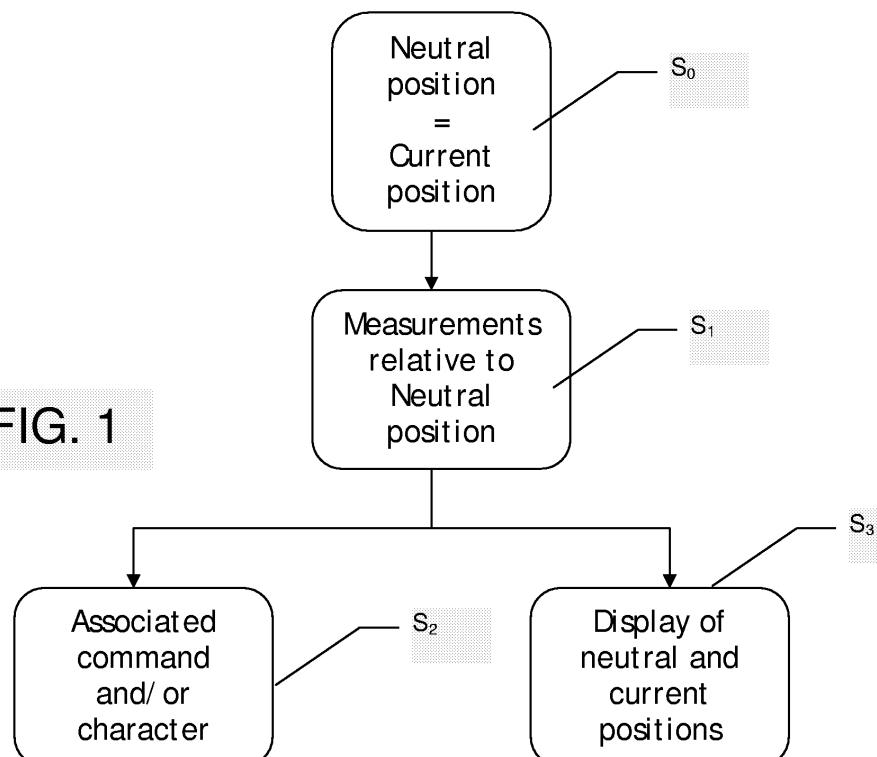 Neutral
position
=
Current
position
S₀
Measurements
relative to
Neutral
position
S₁
FIG. 1
Associated
command
and/or
character
S₂
Display of
neutral and
current
positions
S₃